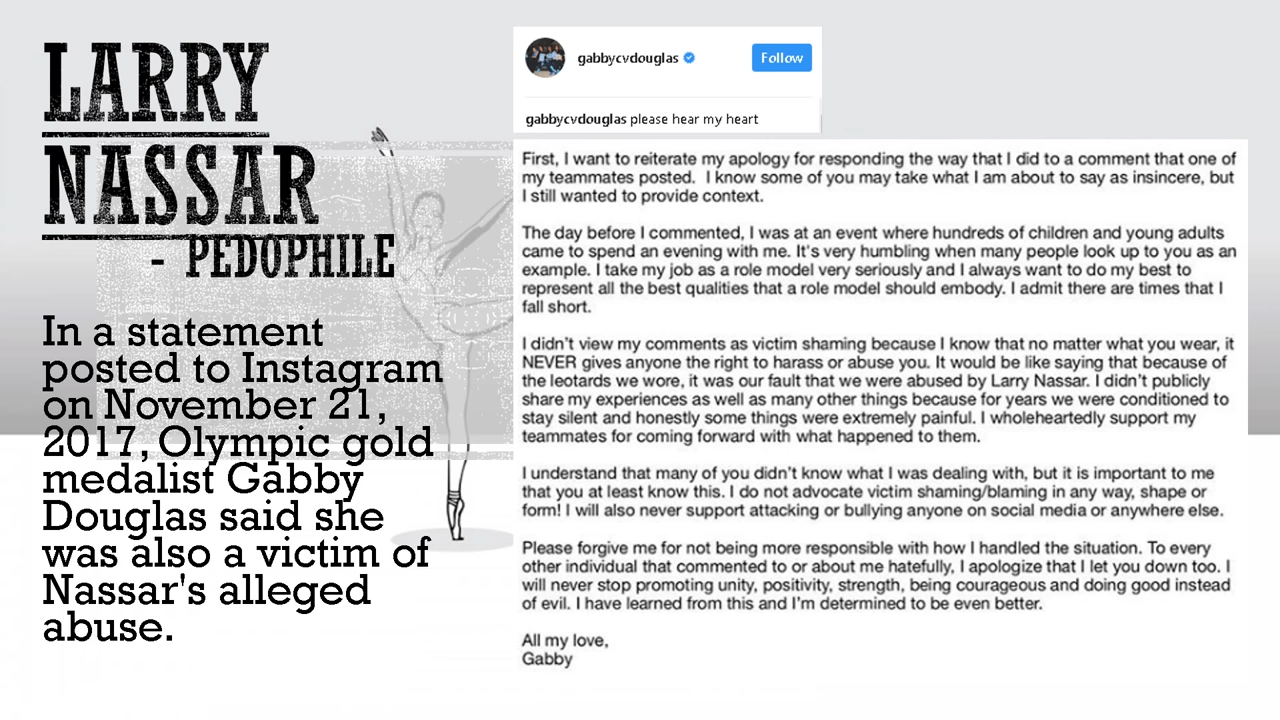 LARRY
NASSAR
- PEDOPHILE
In a statement
posted to Instagram
on November 21,
2017, Olympic gold
medalist Gabby
Douglas said she
was also a victim of
Nassar's alleged
abuse.
gabbycvdouglas
Follow
gabbycvdouglas please hear my heart
First, I want to reiterate my apology for responding the way that I did to a comment that one of
my teammates posted.  I know some of you may take what I am about to say as insincere, but
I still wanted to provide context.
The day before I commented, I was at an event where hundreds of children and young adults
came to spend an evening with me. It's very humbling when many people look up to you as an
example. I take my job as a role model very seriously and I always want to do my best to
represent all the best qualities that a role model should embody. I admit there are times that I
fall short.
I didn't view my comments as victim shaming because I know that no matter what you wear, it
NEVER gives anyone the right to harass or abuse you. It would be like saying that because of
the leotards we wore, it was our fault that we were abused by Larry Nassar. I didn't publicly
share my experiences as well as many other things because for years we were conditioned to
stay silent and honestly some things were extremely painful. I wholeheartedly support my
teammates for coming forward with what happened to them.
I understand that many of you didn't know what I was dealing with, but it is important to me
that you at least know this. I do not advocate victim shaming/blaming in any way, shape or
form! I will also never support attacking or bullying anyone on social media or anywhere else.
Please forgive me for not being more responsible with how I handled the situation. To every
other individual that commented to or about me hatefully, I apologize that I let you down too. I
will never stop promoting unity, positivity, strength, being courageous and doing good instead
of evil. I have learned from this and I'm determined to be even better.
All my love,
Gabby